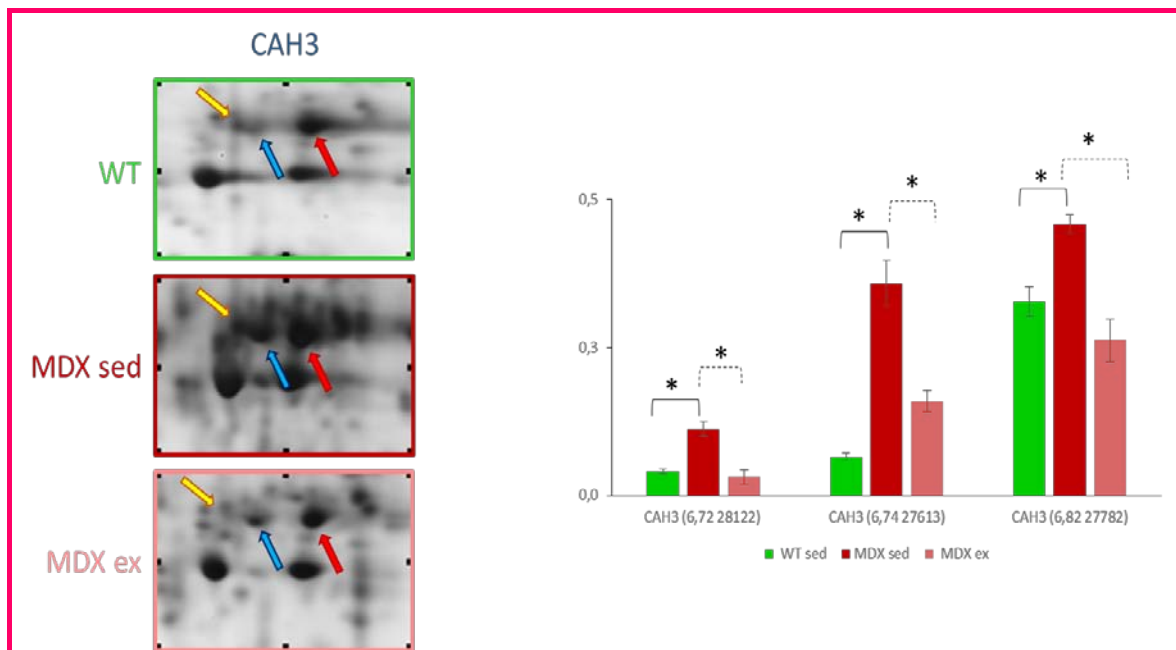 CAH3
WT
MDX sed
MDX ex
* * * * * *
0,5
0,3
0,0
CAH3 (6,72 28122) CAH3 (6,74 27613) CAH3 (6,82 27782)
WT sed MDX sed MDX ex